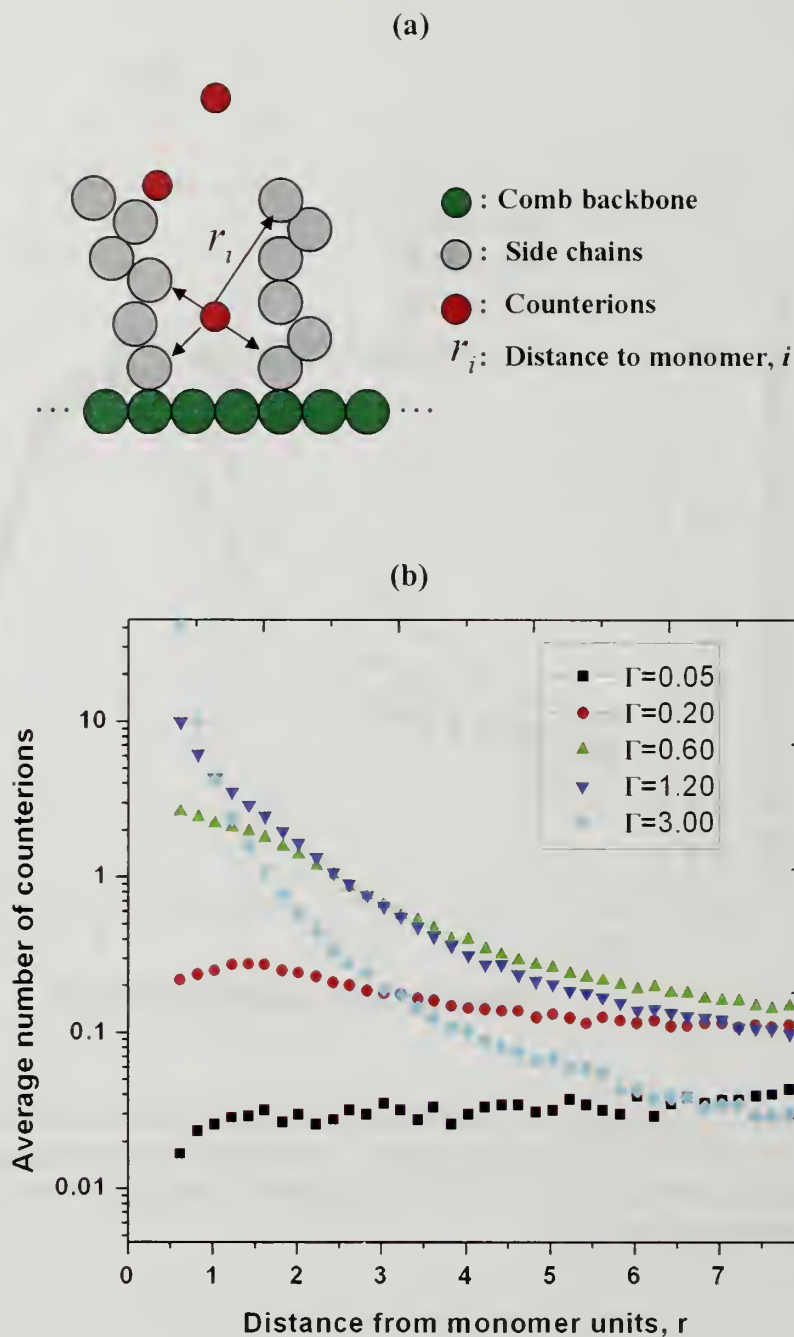 (a)
r_i
: Comb backbone
: Side chains
: Counterions
r_i: Distance to monomer, i
... ...
(b)
Average number of counterions
10
1
0.1
0.01
Γ=0.05
Γ=0.20
Γ=0.60
Γ=1.20
Γ=3.00
0 1 2 3 4 5 6 7
Distance from monomer units, r